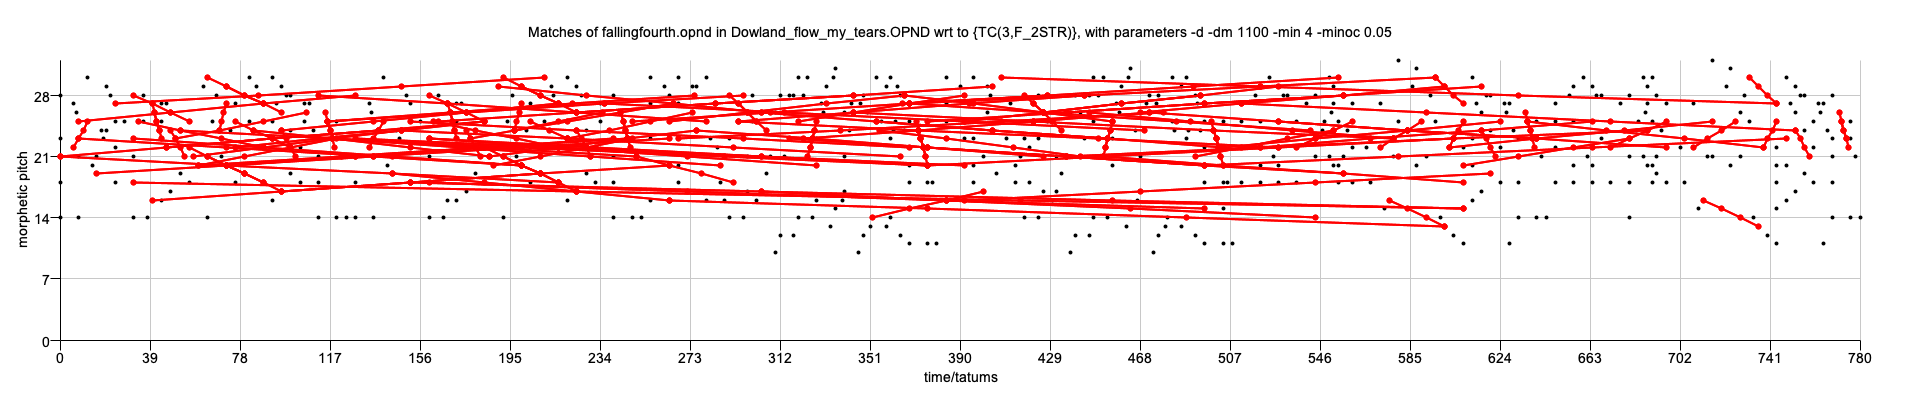 Matches of fallingfourth.opnd in Dowland_flow_my_tears.OPND wrt to {TC(3,F_2STR)}, with parameters -d -dm 1100 -min 4 -minoc 0.05
morphetic pitch
28
21
14
7
0
0 39 78 117 156 195 234 273 312 351 390 429 468 507 546 585 624 663 702 741 780
time/tatums